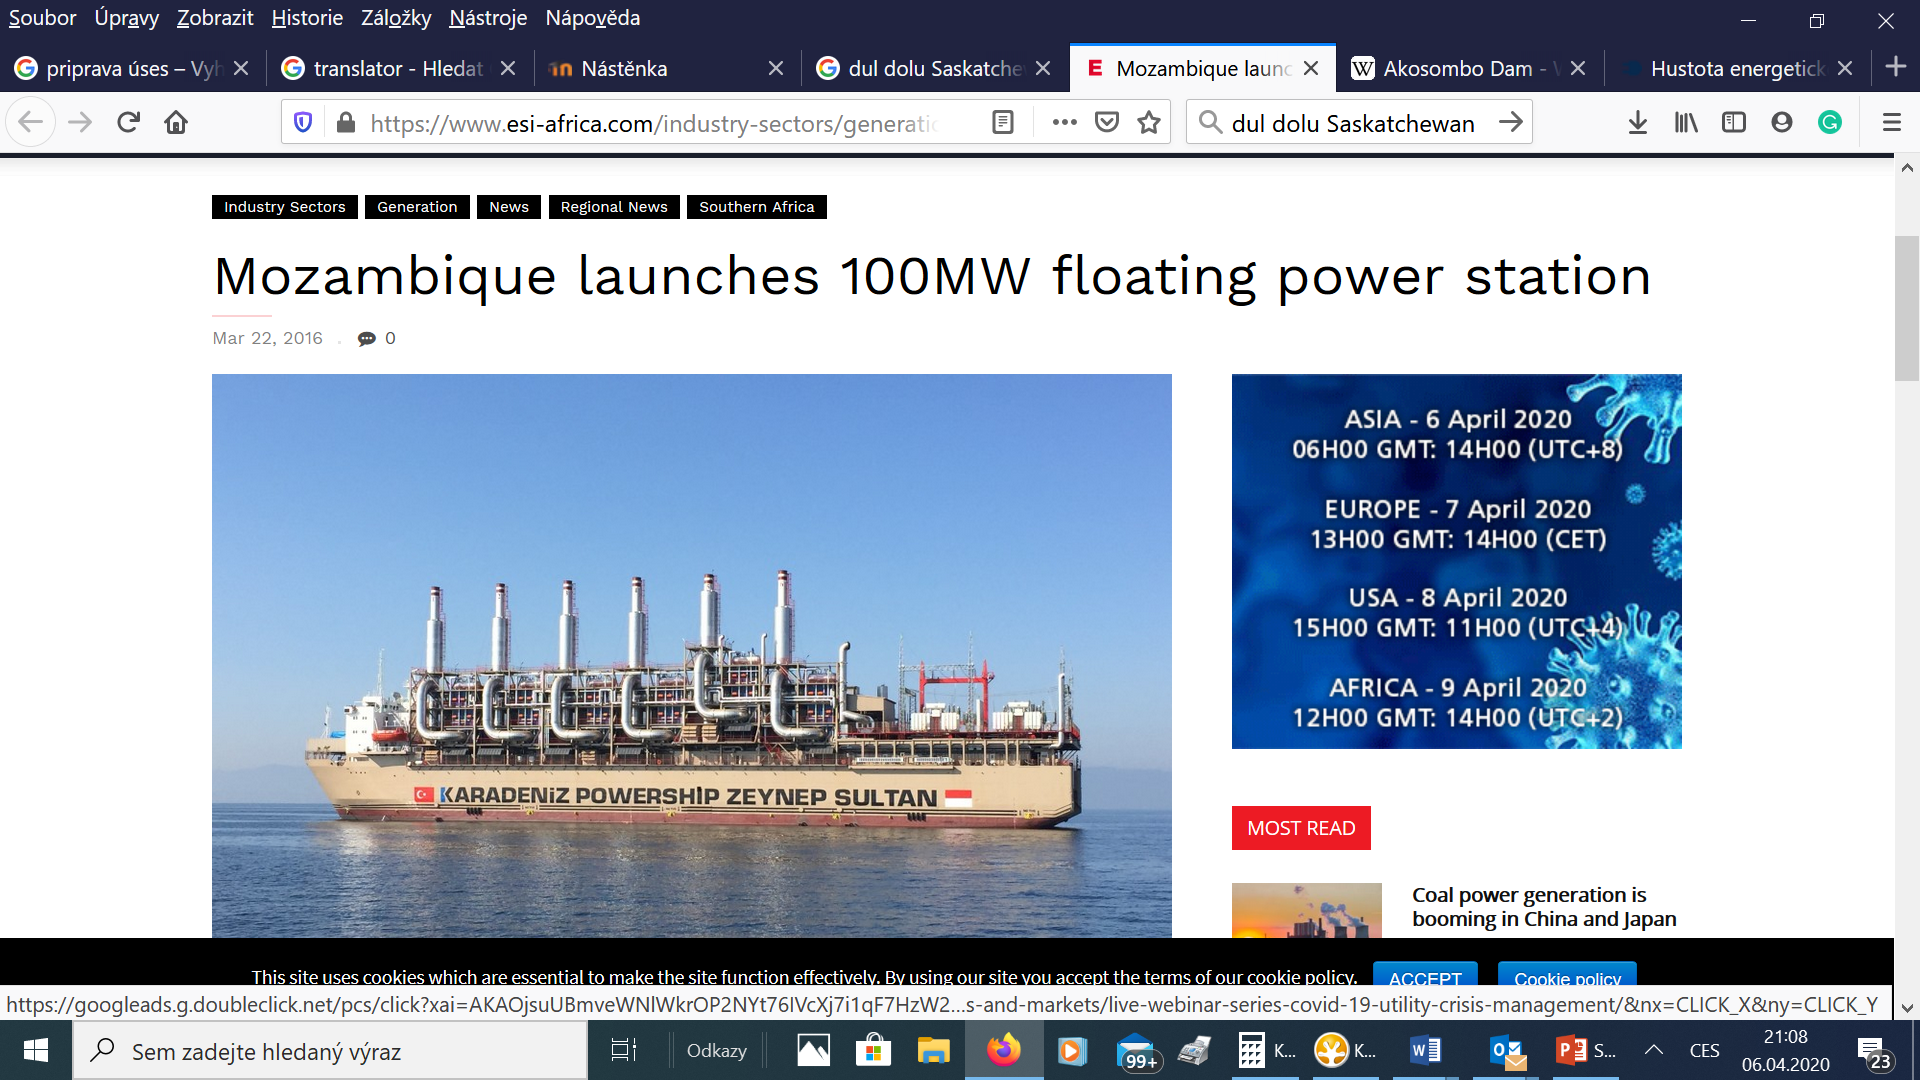 Soubor Úpravy Zobrazit Historie Záložky Nástroje Nápověda
priprava úses – Vyh
translator - Hledat
Nástěnka
dul dolu Saskatche
Mozambique launc
Akosombo Dam -
Hustota energetick
https://www.esi-africa.com/industry-sectors/generati
dul dolu Saskatchewan
Industry Sectors Generation News Regional News Southern Africa
Mozambique launches 100MW floating power station
Mar 22, 2016 . 0
KARADENiZ POWERSHIP ZEYNEP SULTAN
ASIA - 6 April 2020
06H00 GMT: 14H00 (UTC+8)
EUROPE - 7 April 2020
13H00 GMT: 14H00 (CET)
USA - 8 April 2020
15H00 GMT: 11H00 (UTC+4)
AFRICA - 9 April 2020
12H00 GMT: 14H00 (UTC+2)
MOST READ
Coal power generation is
booming in China and Japan
This site uses cookies which are essential to make the site function effectively. By using our site you accept the terms of our cookie policy. ACCEPT Cookie policy
https://googleads.g.doubleclick.net/pcs/click?xai=AKAOjsuUBmveWNlWkrOP2NYt76IVcXj7i1qF7HzW2...s-and-markets/live-webinar-series-covid-19-utility-crisis-management/&nx=CLICK_X&ny=CLICK_Y
Sem zadejte hledaný výraz
Odkazy
99+
K...
K...
S...
CES
21:08
06.04.2020
23